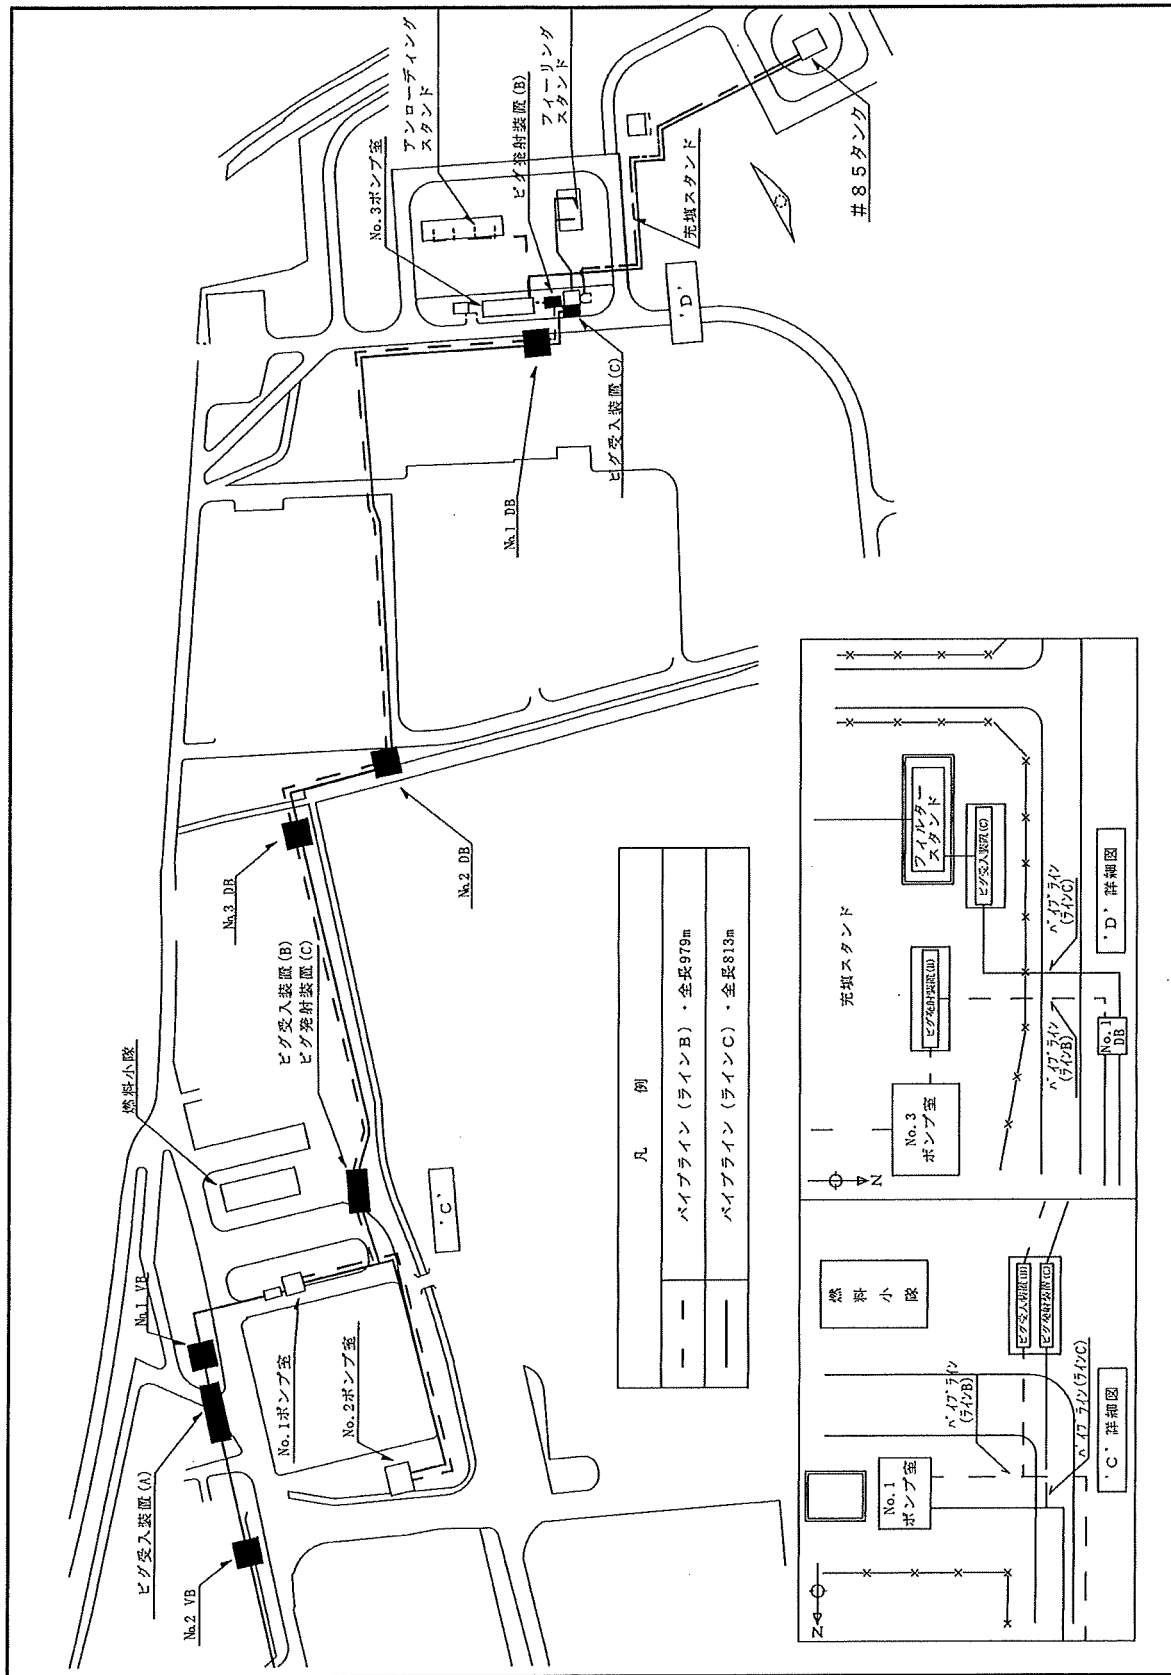 アンローディング
スタンド
No.3ポンプ室
ピグ発射装置(B)
フィーリング
スタンド
充填スタンド
#85タンク
'D'
ピグ受入装置(C)
No.1 DB
No.2 DB
No.3 DB
ピグ受入装置(B)
ピグ発射装置(C)
燃料小隊
'C'
No.1 VB
No.1ポンプ室
No.2ポンプ室
ピグ受入装置(A)
No.2 VB
凡 例
パイプライン(ラインB)・全長979m
パイプライン(ラインC)・全長813m
燃料小隊
ピグ受入装置(B)
ピグ発射装置(C)
パイプライン
(ラインB)
パイプライン(ラインC)
No.1
ポンプ室
N
'C' 詳細図
充填スタンド
フィルター
スタンド
ピグ受入装置(C)
ピグ発射装置(B)
No.3
ポンプ室
パイプライン
(ラインC)
パイプライン
(ラインB)
No.1
DB
N
'D' 詳細図